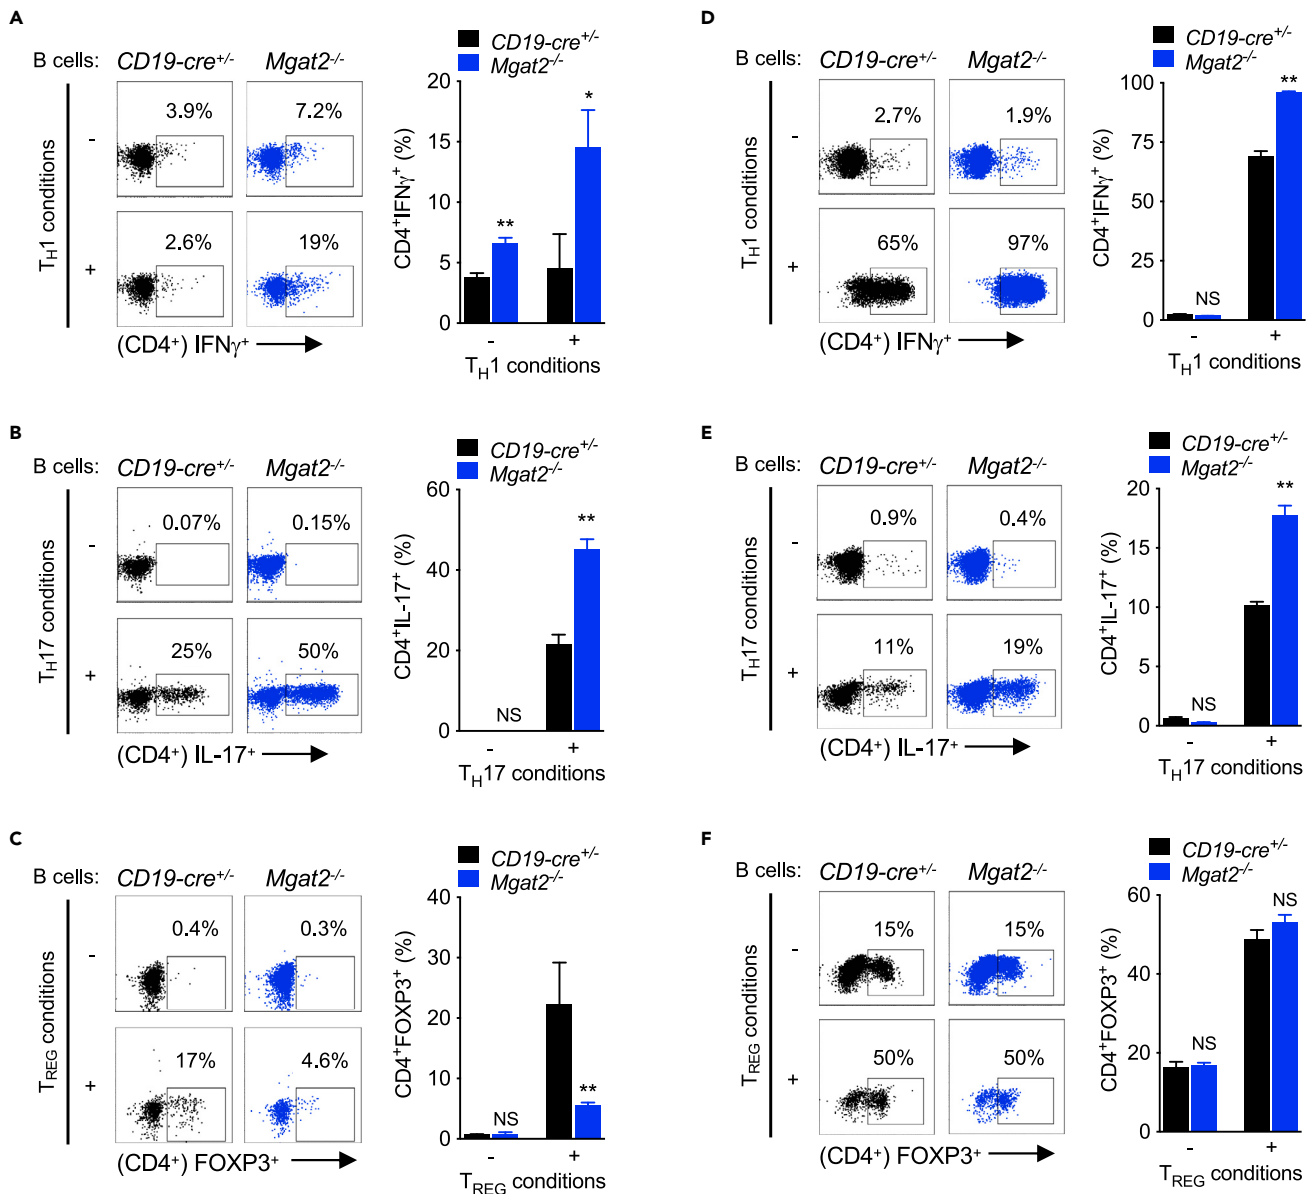 A
B cells: CD19-cre+/- Mgat2-/-
TH1 conditions
-
3.9% 7.2%
+
2.6% 19%
(CD4+) IFNγ+
CD19-cre+/-
Mgat2-/-
CD4+IFNγ+ (%)
20
15
10
5
0
**
*
- +
TH1 conditions
D
B cells: CD19-cre+/- Mgat2-/-
TH1 conditions
-
2.7% 1.9%
+
65% 97%
(CD4+) IFNγ+
CD19-cre+/-
Mgat2-/-
CD4+IFNγ+ (%)
100
75
50
25
0
NS
**
- +
TH1 conditions
B
B cells: CD19-cre+/- Mgat2-/-
TH17 conditions
-
0.07% 0.15%
+
25% 50%
(CD4+) IL-17+
CD19-cre+/-
Mgat2-/-
CD4+IL-17+ (%)
60
40
20
0
NS
**
- +
TH17 conditions
E
B cells: CD19-cre+/- Mgat2-/-
TH17 conditions
-
0.9% 0.4%
+
11% 19%
(CD4+) IL-17+
CD19-cre+/-
Mgat2-/-
CD4+IL-17+ (%)
20
15
10
5
0
NS
**
- +
TH17 conditions
C
B cells: CD19-cre+/- Mgat2-/-
TREG conditions
-
0.4% 0.3%
+
17% 4.6%
(CD4+) FOXP3+
CD19-cre+/-
Mgat2-/-
CD4+FOXP3+ (%)
40
30
20
10
0
NS
**
- +
TREG conditions
F
B cells: CD19-cre+/- Mgat2-/-
TREG conditions
-
15% 15%
+
50% 50%
(CD4+) FOXP3+
CD19-cre+/-
Mgat2-/-
CD4+FOXP3+ (%)
60
40
20
0
NS
NS
- +
TREG conditions